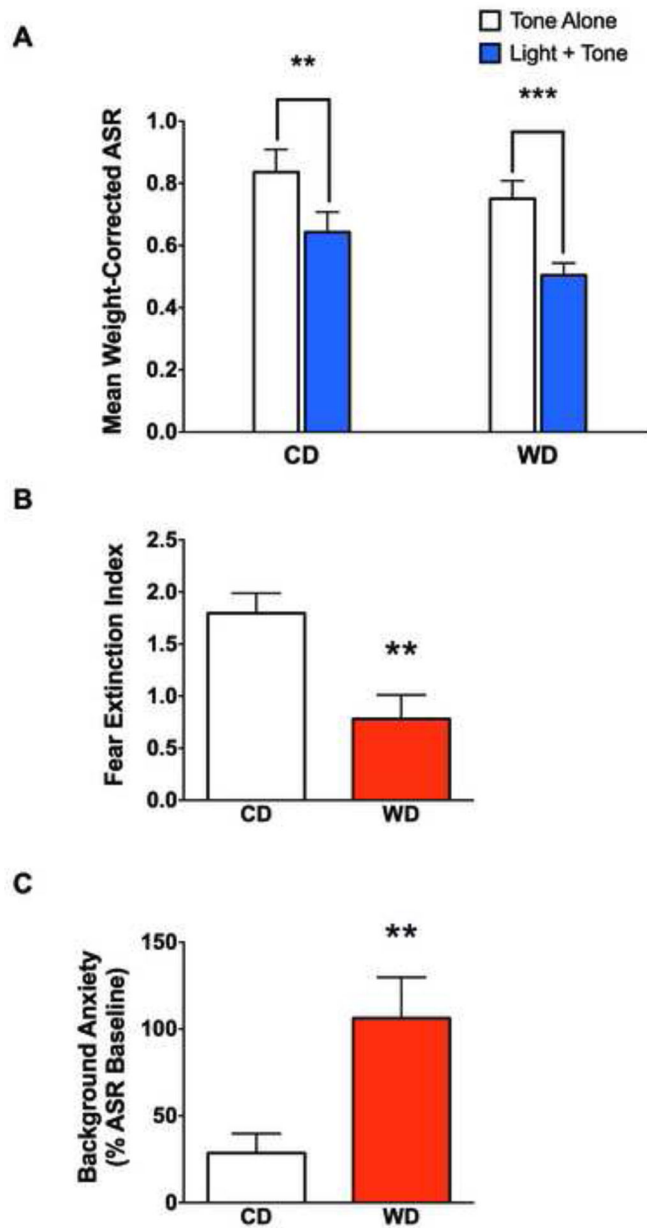 Tone Alone
Light + Tone
A
**
***
Mean Weight-Corrected ASR
1.0
0.8
0.6
0.4
0.2
0.0
CD
WD
B
Fear Extinction Index
2.5
2.0
1.5
1.0
0.5
0.0
**
CD
WD
C
Background Anxiety
(% ASR Baseline)
150
100
50
0
**
CD
WD